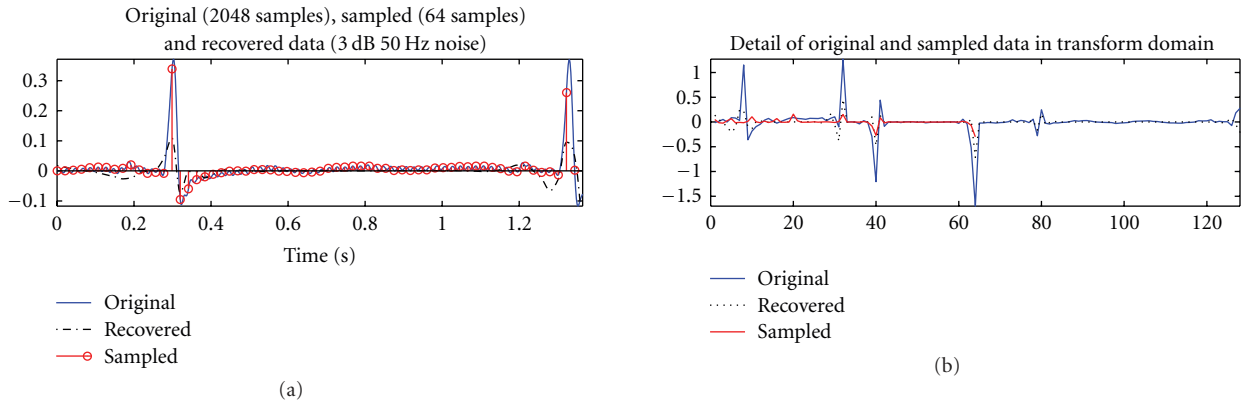 Original (2048 samples), sampled (64 samples)
and recovered data (3 dB 50 Hz noise)
0.3
0.2
0.1
0
−0.1
0
0.2
0.4
0.6
0.8
1
1.2
Time (s)
Original
Recovered
Sampled
(a)
Detail of original and sampled data in transform domain
1
0.5
0
−0.5
−1
−1.5
0
20
40
60
80
100
120
Original
Recovered
Sampled
(b)